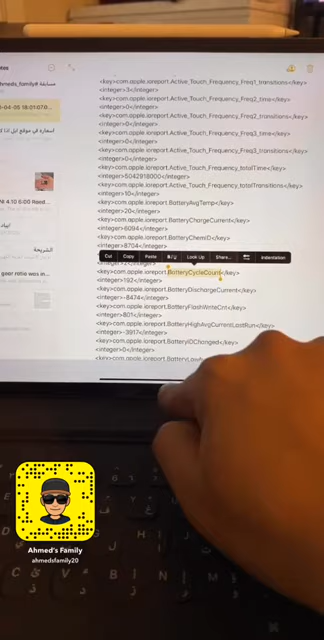 مسابقة #ahmeds_family
<key>com.apple.ioreport.Active_Touch_Frequency_Freq1_transitions</key>
<integer>3</integer>
<key>com.apple.ioreport.Active_Touch_Frequency_Freq2_time</key>
<integer>0</integer>
<key>com.apple.ioreport.Active_Touch_Frequency_Freq2_transitions</key>
<integer>0</integer>
<key>com.apple.ioreport.Active_Touch_Frequency_Freq3_time</key>
<integer>0</integer>
<key>com.apple.ioreport.Active_Touch_Frequency_Freq3_transitions</key>
<integer>0</integer>
<key>com.apple.ioreport.Active_Touch_Frequency_totalTime</key>
<integer>5042918000</integer>
<key>com.apple.ioreport.Active_Touch_Frequency_totalTransitions</key>
<integer>10</integer>
<key>com.apple.ioreport.BatteryAvgTemp</key>
<integer>20</integer>
<key>com.apple.ioreport.BatteryChargeCurrent</key>
<integer>6094</integer>
<key>com.apple.ioreport.BatteryChemID</key>
<integer>8704</integer>
Cut Copy Paste BIU Look Up Share... Indentation
<key>com.apple.ioreport.BatteryCycleCount</key>
<integer>192</integer>
<key>com.apple.ioreport.BatteryDischargeCurrent</key>
<integer>-8474</integer>
<key>com.apple.ioreport.BatteryFlashWriteCnt</key>
<integer>801</integer>
<key>com.apple.ioreport.BatteryHighAvgCurrentLastRun</key>
<integer>-3917</integer>
<key>com.apple.ioreport.BatteryIDChanged</key>
<integer>0</integer>
الشريحة
Ahmed's Family
ahmedsfamily20